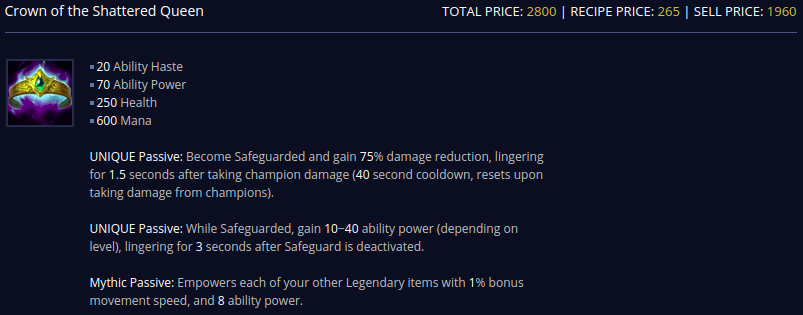 Crown of the Shattered Queen TOTAL PRICE: 2800 | RECIPE PRICE: 265 | SELL PRICE: 1960
20 Ability Haste
70 Ability Power
250 Health
600 Mana
UNIQUE Passive: Become Safeguarded and gain 75% damage reduction, lingering
for 1.5 seconds after taking champion damage (40 second cooldown, resets upon
taking damage from champions).
UNIQUE Passive: While Safeguarded, gain 10−40 ability power (depending on
level), lingering for 3 seconds after Safeguard is deactivated.
Mythic Passive: Empowers each of your other Legendary items with 1% bonus
movement speed, and 8 ability power.